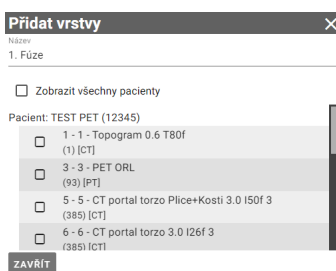 Přidat vrstvy
Název
1. Fúze
Zobrazit všechny pacienty
Pacient: TEST PET (12345)
1 - 1 - Topogram 0.6 T80f
(1) [CT]
3 - 3 - PET ORL
(93) [PT]
5 - 5 - CT portal torzo Plice+Kosti 3.0 I50f 3
(385) [CT]
6 - 6 - CT portal torzo 3.0 I26f 3
(385) [CT]
ZAVŘÍT